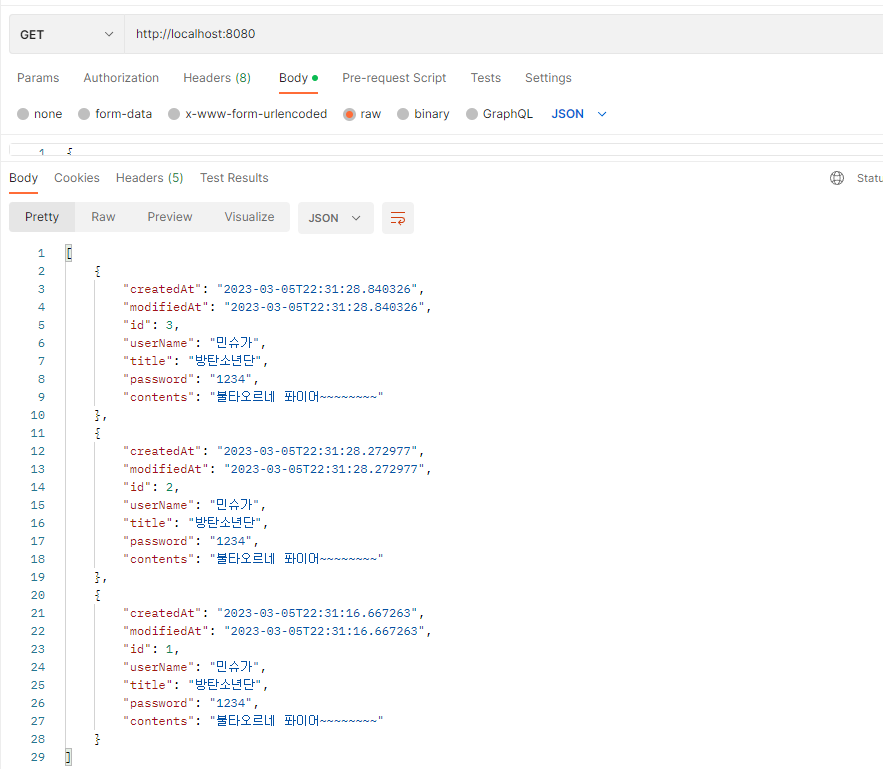 GET http://localhost:8080
Params Authorization Headers (8) Body Pre-request Script Tests Settings
none form-data x-www-form-urlencoded raw binary GraphQL JSON
1 {
Body Cookies Headers (5) Test Results Statu
Pretty Raw Preview Visualize JSON
1 [
2 {
3 "createdAt": "2023-03-05T22:31:28.840326",
4 "modifiedAt": "2023-03-05T22:31:28.840326",
5 "id": 3,
6 "userName": "민슈가",
7 "title": "방탄소년단",
8 "password": "1234",
9 "contents": "불타오르네 퐈이어~~~~~~~~"
10 },
11 {
12 "createdAt": "2023-03-05T22:31:28.272977",
13 "modifiedAt": "2023-03-05T22:31:28.272977",
14 "id": 2,
15 "userName": "민슈가",
16 "title": "방탄소년단",
17 "password": "1234",
18 "contents": "불타오르네 퐈이어~~~~~~~~"
19 },
20 {
21 "createdAt": "2023-03-05T22:31:16.667263",
22 "modifiedAt": "2023-03-05T22:31:16.667263",
23 "id": 1,
24 "userName": "민슈가",
25 "title": "방탄소년단",
26 "password": "1234",
27 "contents": "불타오르네 퐈이어~~~~~~~~"
28 }
29 ]